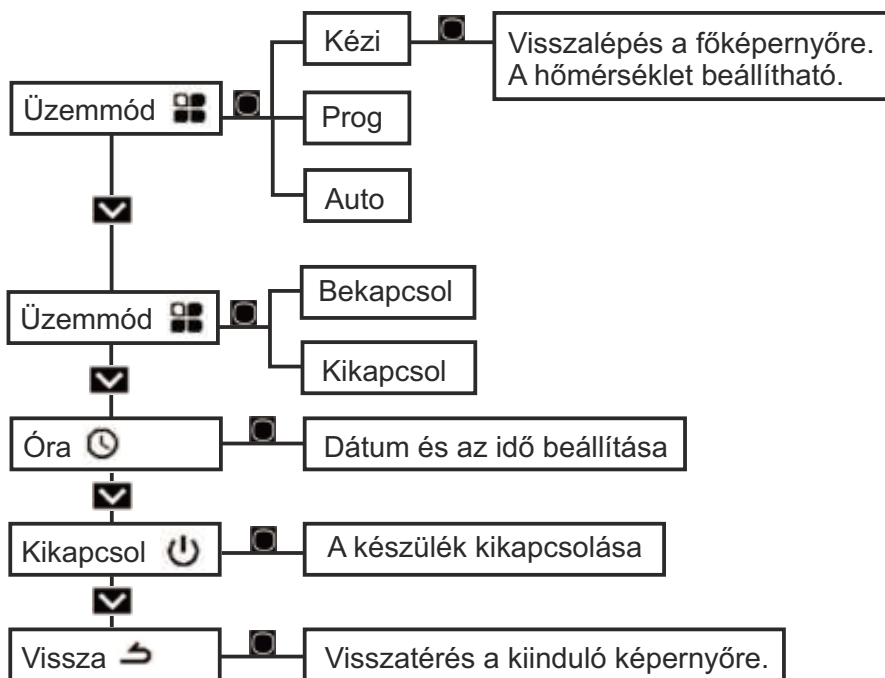 Kézi
Visszalépés a főképernyőre.
A hőmérséklet beállítható.
Üzemmód
Prog
Auto
Üzemmód
Bekapcsol
Kikapcsol
Óra
Dátum és az idő beállítása
Kikapcsol
A készülék kikapcsolása
Vissza
Visszatérés a kiinduló képernyőre.